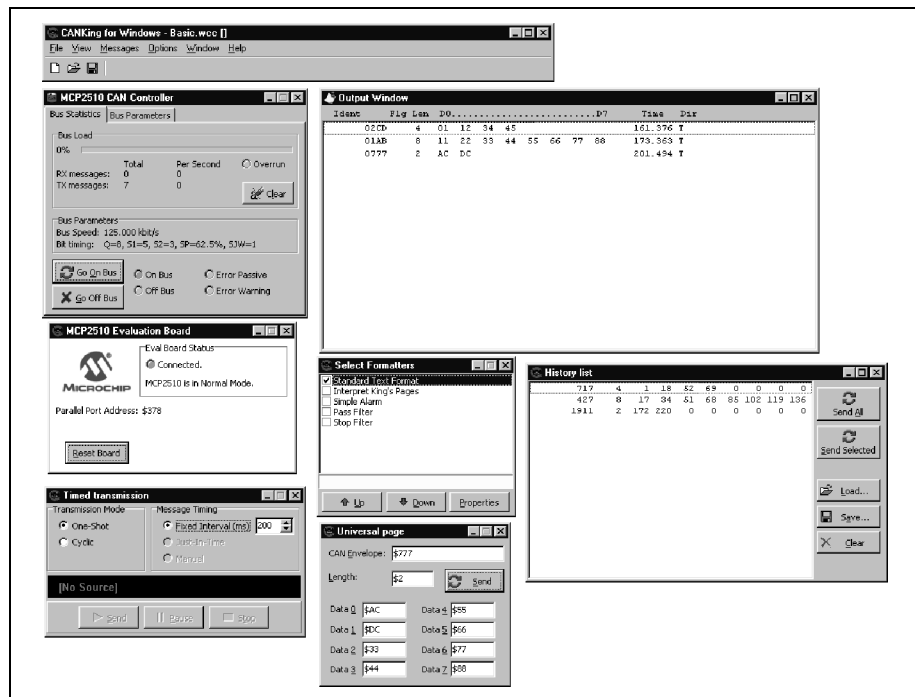 CANKing for Windows - Basic.wcc []
File View Messages Options Window Help
MCP2510 CAN Controller
Bus Statistics Bus Parameters
Bus Load
0%
Total Per Second Overrun
RX messages: 0 0
TX messages: 7 0
Clear
Bus Parameters
Bus Speed: 125.000 kbit/s
Bit timing: Q=8, S1=5, S2=3, SP=62.5%, SJW=1
Go On Bus On Bus Error Passive
Go Off Bus Off Bus Error Warning
Output Window
Ident Flg Len D0...........................D7 Time Dir
02CD 4 01 12 34 45 161.376 T
01AB 8 11 22 33 44 55 66 77 88 173.363 T
0777 2 AC DC 201.494 T
MCP2510 Evaluation Board
Eval Board Status
Connected.
MCP2510 is in Normal Mode.
MICROCHIP
Parallel Port Address: $378
Reset Board
Select Formatters
Standard Text Format
Interpret King's Pages
Simple Alarm
Pass Filter
Stop Filter
Up Down Properties
History list
717 4 1 18 52 69 0 0 0 0
427 8 17 34 51 68 85 102 119 136
1911 2 172 220 0 0 0 0 0 0
Send All
Send Selected
Load...
Save...
Clear
Timed transmission
Transmission Mode Message Timing
One-Shot Fixed Interval (ms) 200
Cyclic Just-In-Time
Manual
[No Source]
Send Pause Stop
Universal page
CAN Envelope: $777
Length: $2 Send
Data 0 $AC Data 4 $55
Data 1 $DC Data 5 $66
Data 2 $33 Data 6 $77
Data 3 $44 Data 7 $88